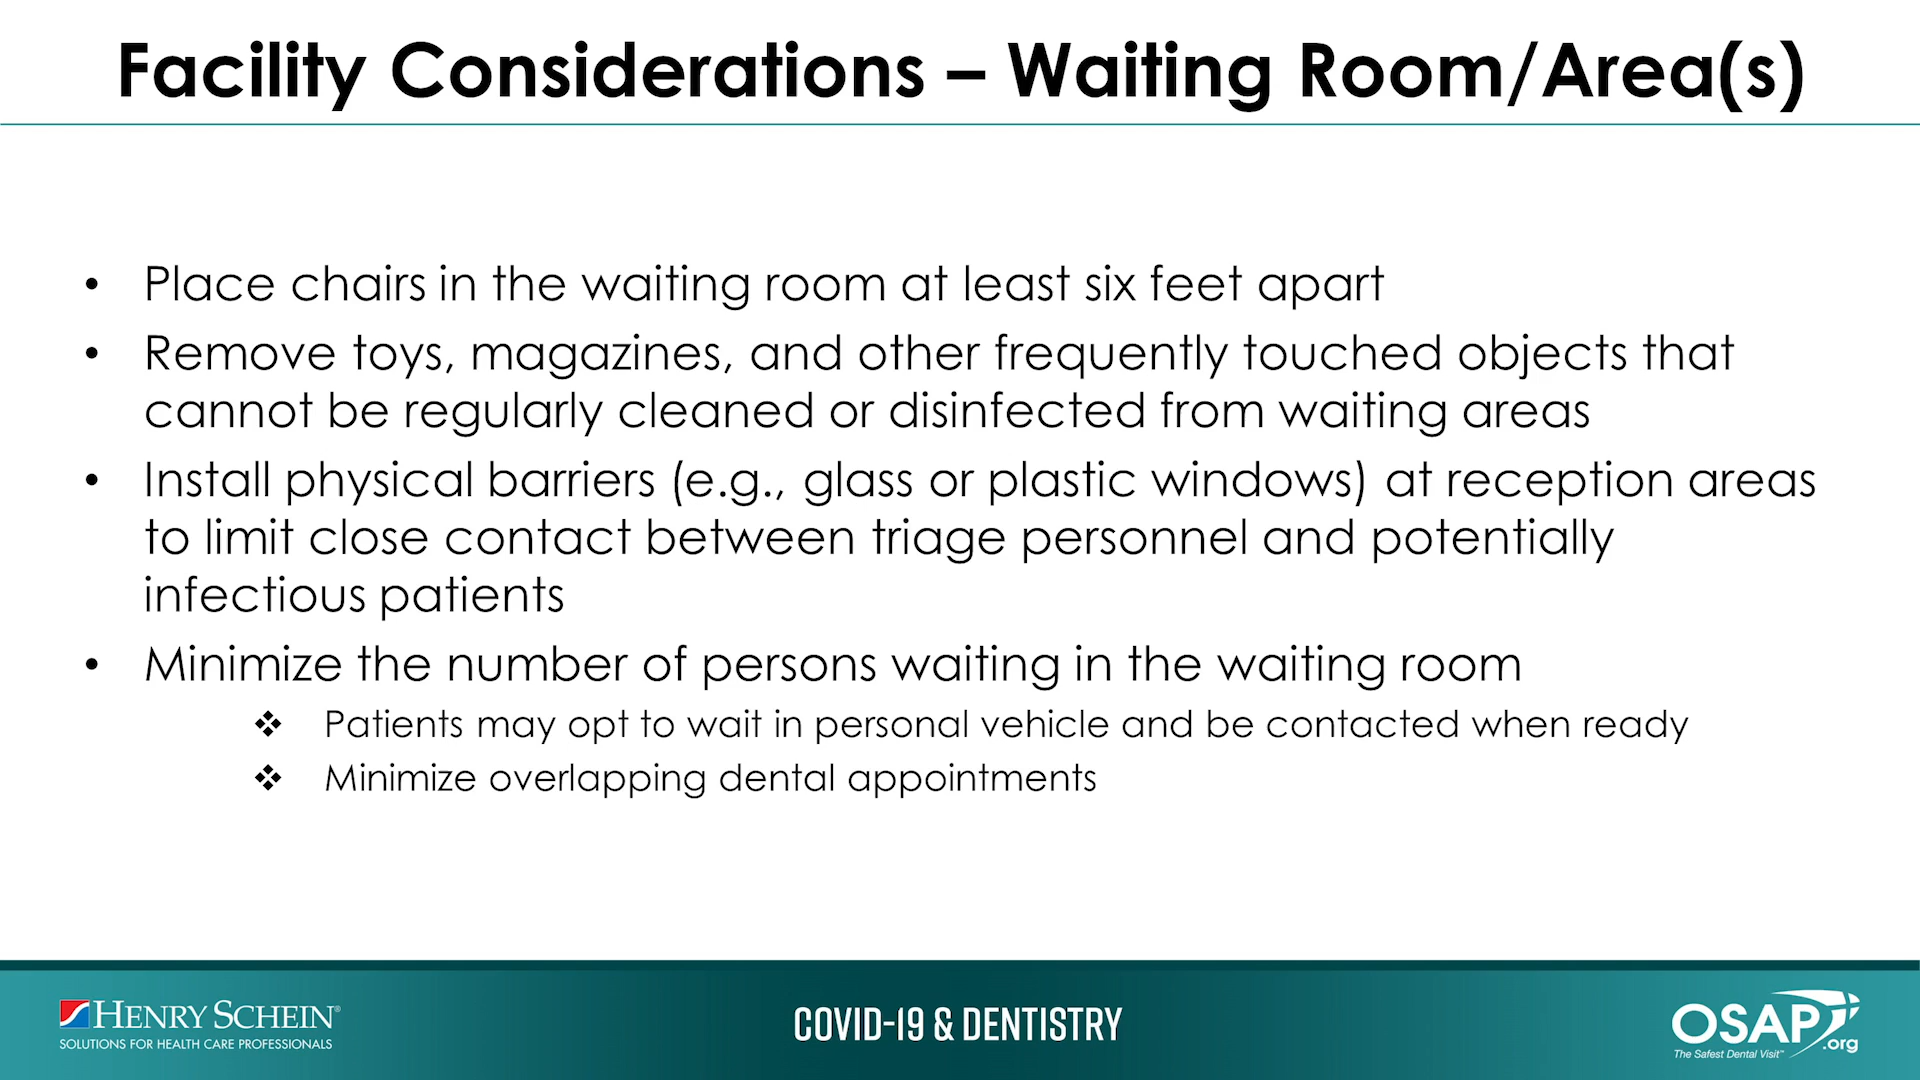 Facility Considerations – Waiting Room/Area(s)
• Place chairs in the waiting room at least six feet apart
• Remove toys, magazines, and other frequently touched objects that
cannot be regularly cleaned or disinfected from waiting areas
• Install physical barriers (e.g., glass or plastic windows) at reception areas
to limit close contact between triage personnel and potentially
infectious patients
• Minimize the number of persons waiting in the waiting room
❖ Patients may opt to wait in personal vehicle and be contacted when ready
❖ Minimize overlapping dental appointments
HENRY SCHEIN®
SOLUTIONS FOR HEALTH CARE PROFESSIONALS
COVID-19 & DENTISTRY
OSAP
.org
The Safest Dental Visit™